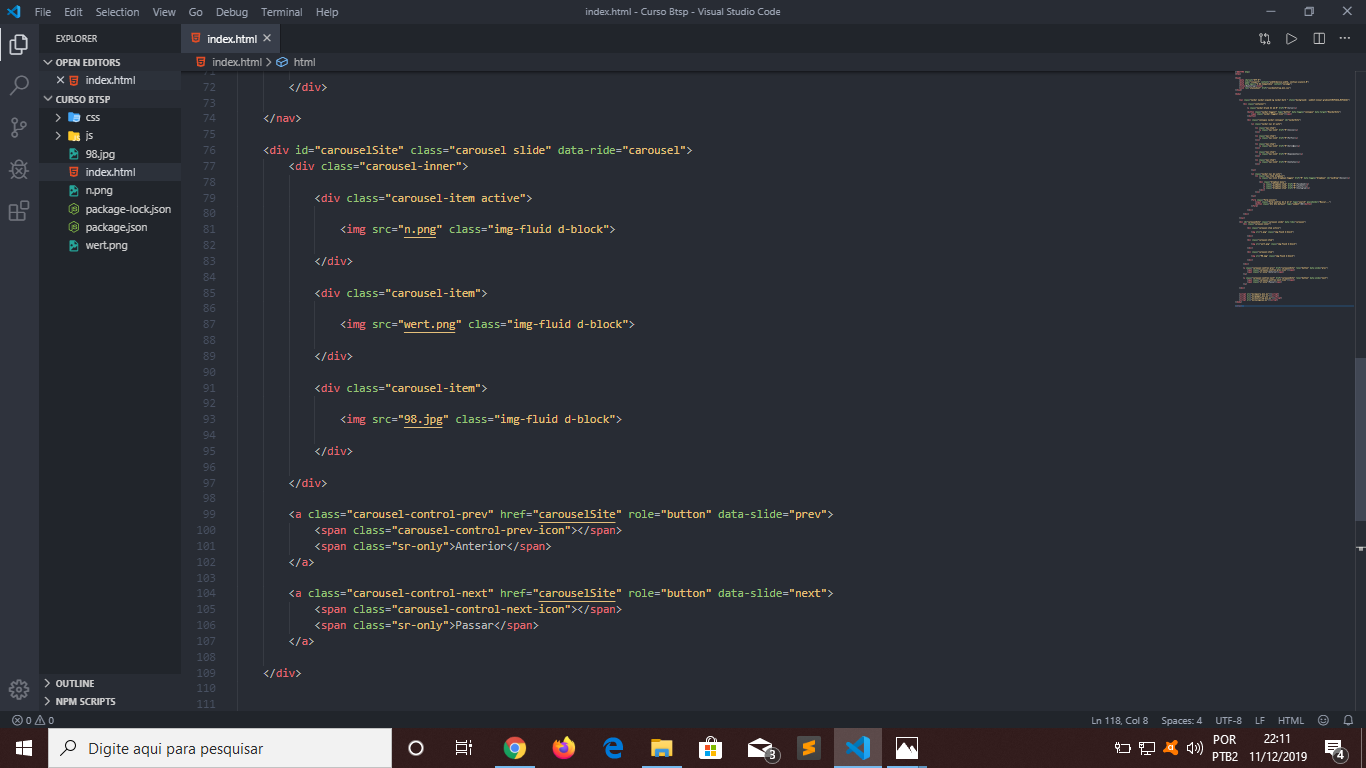 File Edit Selection View Go Debug Terminal Help
index.html - Curso Btsp - Visual Studio Code
EXPLORER
OPEN EDITORS
index.html
CURSO BTSP
css
js
98.jpg
index.html
n.png
package-lock.json
package.json
wert.png
OUTLINE
NPM SCRIPTS
index.html
index.html > html
71
72 </div>
73
74 </nav>
75
76 <div id="carouselSite" class="carousel slide" data-ride="carousel">
77 <div class="carousel-inner">
78
79 <div class="carousel-item active">
80
81 <img src="n.png" class="img-fluid d-block">
82
83 </div>
84
85 <div class="carousel-item">
86
87 <img src="wert.png" class="img-fluid d-block">
88
89 </div>
90
91 <div class="carousel-item">
92
93 <img src="98.jpg" class="img-fluid d-block">
94
95 </div>
96
97 </div>
98
99 <a class="carousel-control-prev" href="carouselSite" role="button" data-slide="prev">
100 <span class="carousel-control-prev-icon"></span>
101 <span class="sr-only">Anterior</span>
102 </a>
103
104 <a class="carousel-control-next" href="carouselSite" role="button" data-slide="next">
105 <span class="carousel-control-next-icon"></span>
106 <span class="sr-only">Passar</span>
107 </a>
108
109 </div>
110
111
0 0
Ln 118, Col 8 Spaces: 4 UTF-8 LF HTML
Digite aqui para pesquisar
3
POR
PTB2
22:11
11/12/2019
4